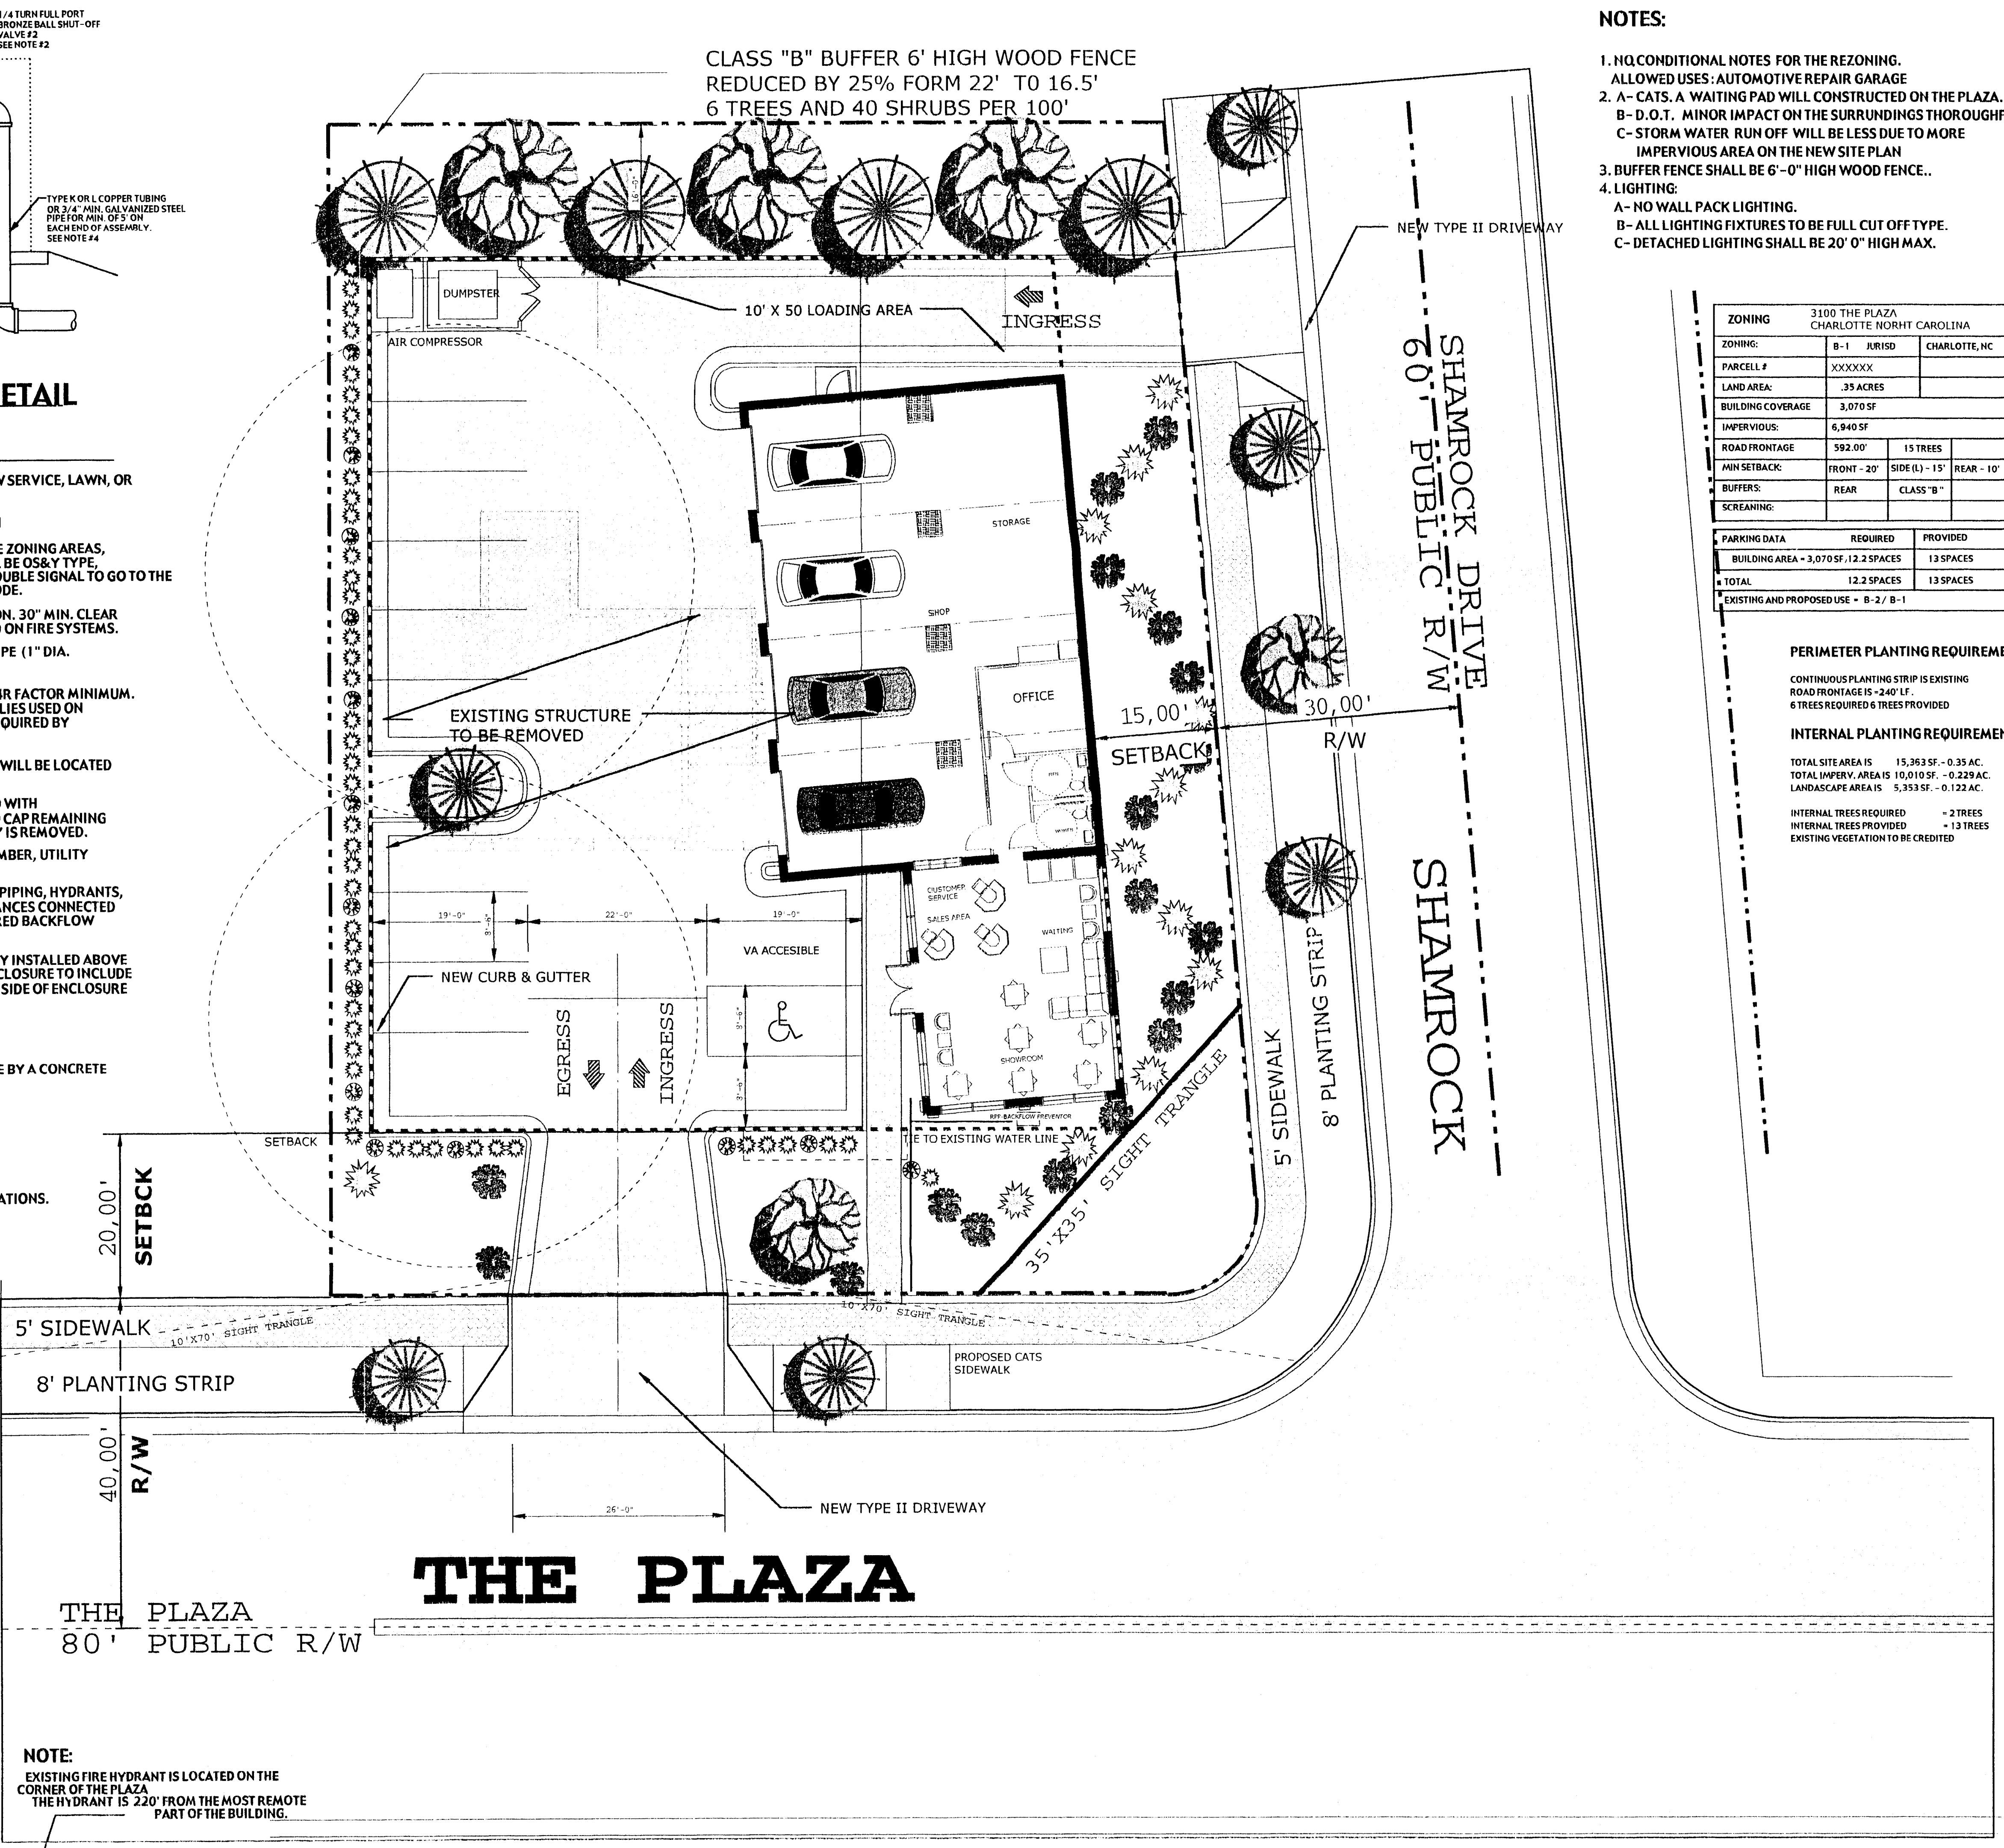 1/4 TURN FULL PORT
BRONZE BALL SHUT-OFF
VALVE #2
SEE NOTE #2
TYPE K OR L COPPER TUBING
OR 3/4" MIN. GALVANIZED STEEL
PIPE FOR MIN. OF 5' ON
EACH END OF ASSEMBLY.
SEE NOTE #4
ETAIL
SERVICE, LAWN, OR
E ZONING AREAS,
BE OS&Y TYPE,
OUBLE SIGNAL TO GO TO THE
ODE.
ON. 30" MIN. CLEAR
ON FIRE SYSTEMS.
PE (1" DIA.
4R FACTOR MINIMUM.
LIES USED ON
QUIRED BY
WILL BE LOCATED
WITH
CAP REMAINING
Y IS REMOVED.
MBER, UTILITY
PIPING, HYDRANTS,
ANCES CONNECTED
RED BACKFLOW
Y INSTALLED ABOVE
CLOSURE TO INCLUDE
SIDE OF ENCLOSURE
E BY A CONCRETE
ATIONS.
CLASS "B" BUFFER 6' HIGH WOOD FENCE
REDUCED BY 25% FORM 22' TO 16.5'
6 TREES AND 40 SHRUBS PER 100'
DUMPSTER
AIR COMPRESSOR
10' X 50 LOADING AREA
INGRESS
NEW TYPE II DRIVEWAY
STORAGE
SHOP
OFFICE
EXISTING STRUCTURE
TO BE REMOVED
15,00'
SETBACK
30,00'
R/W
SHAMROCK DRIVE
60' PUBLIC R/W
SHAMROCK
CUSTOMER
SERVICE
SALES AREA
WAITING
SHOWROOM
19'-0"
22'-0"
19'-0"
8'-6"
VA ACCESIBLE
8'-6"
8'-6"
NEW CURB & GUTTER
EGRESS
INGRESS
RPF-BACKFLOW PREVENTOR
TIE TO EXISTING WATER LINE
SETBACK
35'X35' SIGHT TRANGLE
5' SIDEWALK
8' PLANTING STRIP
20,00'
SETBCK
5' SIDEWALK
10'X70' SIGHT TRANGLE
10'X70' SIGHT TRANGLE
8' PLANTING STRIP
PROPOSED CATS
SIDEWALK
40,00'
R/W
26'-0"
NEW TYPE II DRIVEWAY
THE PLAZA
THE PLAZA
80' PUBLIC R/W
NOTE:
EXISTING FIRE HYDRANT IS LOCATED ON THE
CORNER OF THE PLAZA
THE HYDRANT IS 220' FROM THE MOST REMOTE
PART OF THE BUILDING.
NOTES:
1. NO CONDITIONAL NOTES FOR THE REZONING.
ALLOWED USES: AUTOMOTIVE REPAIR GARAGE
2. A- CATS. A WAITING PAD WILL CONSTRUCTED ON THE PLAZA.
B- D.O.T. MINOR IMPACT ON THE SURRUNDINGS THOROUGHF
C- STORM WATER RUN OFF WILL BE LESS DUE TO MORE
IMPERVIOUS AREA ON THE NEW SITE PLAN
3. BUFFER FENCE SHALL BE 6'-0" HIGH WOOD FENCE..
4. LIGHTING:
A- NO WALL PACK LIGHTING.
B- ALL LIGHTING FIXTURES TO BE FULL CUT OFF TYPE.
C- DETACHED LIGHTING SHALL BE 20' 0" HIGH MAX.
ZONING 3100 THE PLAZA
CHARLOTTE NORHT CAROLINA
ZONING: B-1 JURISD CHARLOTTE, NC
PARCELL # XXXXXX
LAND AREA: .35 ACRES
BUILDING COVERAGE 3,070 SF
IMPERVIOUS: 6,940 SF
ROAD FRONTAGE 592.00' 15 TREES
MIN SETBACK: FRONT - 20' SIDE (L) - 15' REAR - 10'
BUFFERS: REAR CLASS "B"
SCREANING:
PARKING DATA REQUIRED PROVIDED
BUILDING AREA = 3,070 SF, 12.2 SPACES 13 SPACES
TOTAL 12.2 SPACES 13 SPACES
EXISTING AND PROPOSED USE = B-2/ B-1
PERIMETER PLANTING REQUIREME
CONTINUOUS PLANTING STRIP IS EXISTING
ROAD FRONTAGE IS =240' LF.
6 TREES REQUIRED 6 TREES PROVIDED
INTERNAL PLANTING REQUIREMEN
TOTAL SITE AREA IS 15,363 SF. - 0.35 AC.
TOTAL IMPERV. AREA IS 10,010 SF. - 0.229 AC.
LANDSCAPE AREA IS 5,353 SF. - 0.122 AC.
INTERNAL TREES REQUIRED = 2 TREES
INTERNAL TREES PROVIDED = 13 TREES
EXISTING VEGETATION TO BE CREDITED